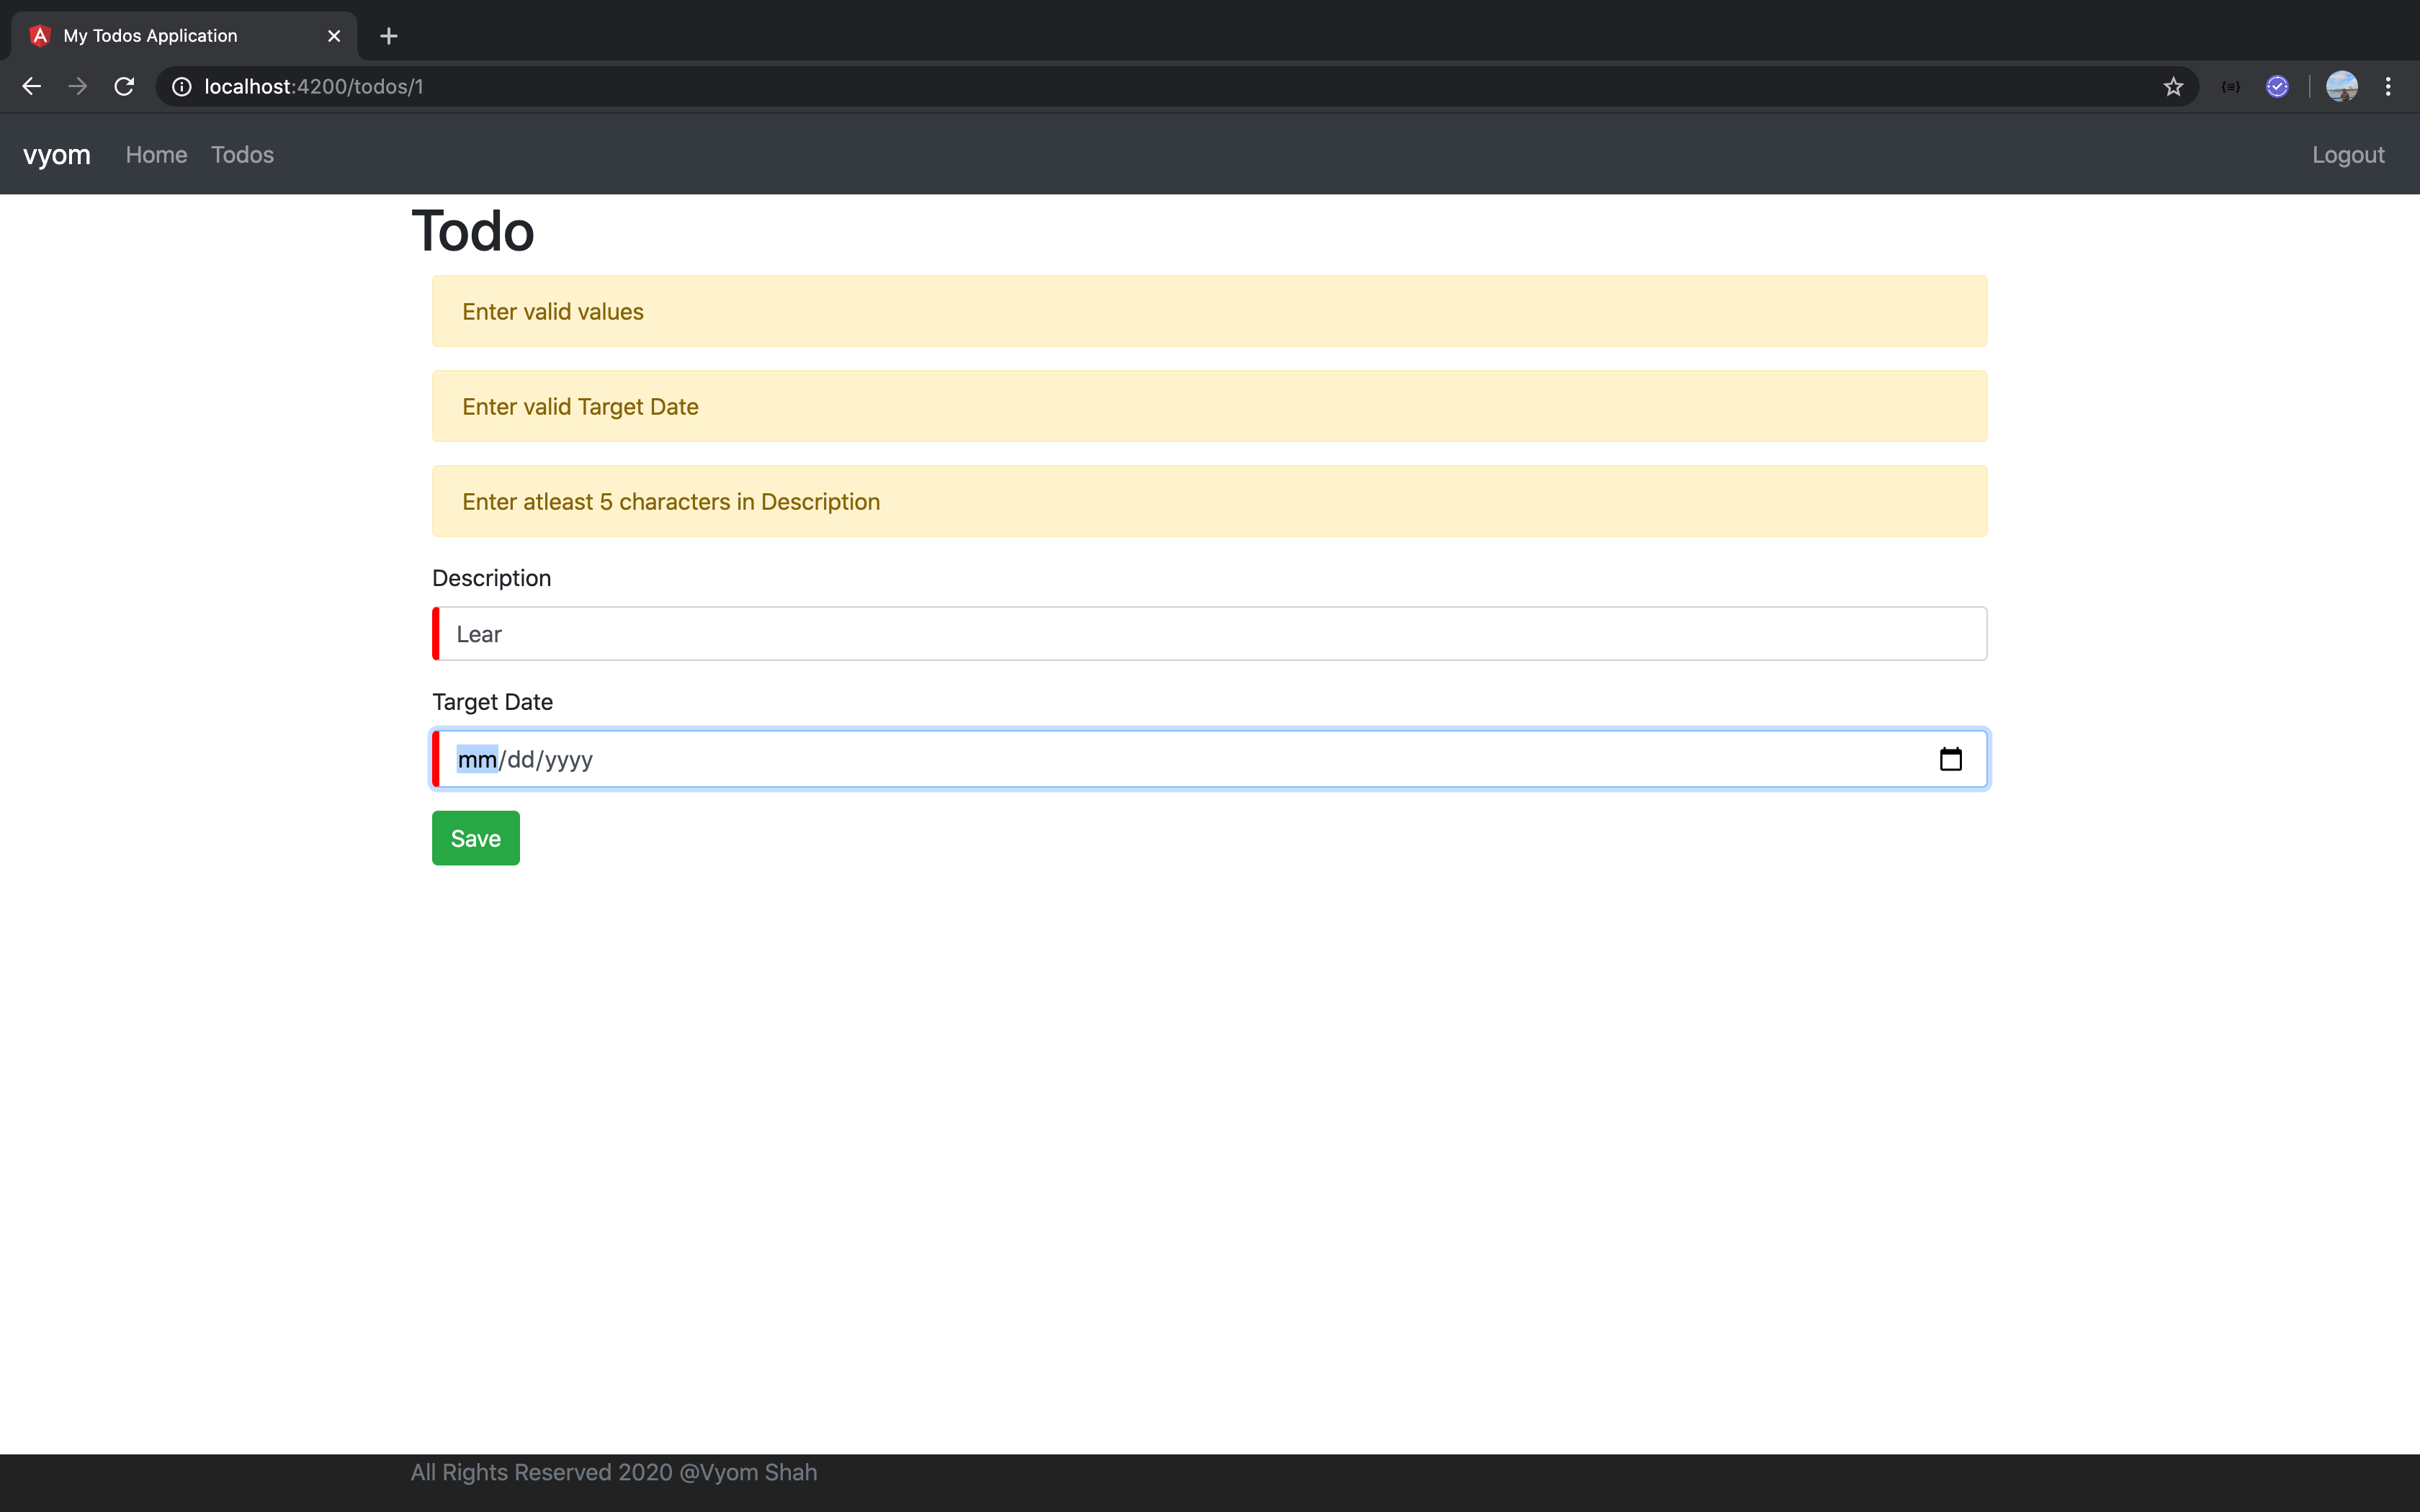 My Todos Application
localhost:4200/todos/1
vyom Home Todos Logout
Todo
Enter valid values
Enter valid Target Date
Enter atleast 5 characters in Description
Description
Lear
Target Date
mm/dd/yyyy
Save
All Rights Reserved 2020 @Vyom Shah